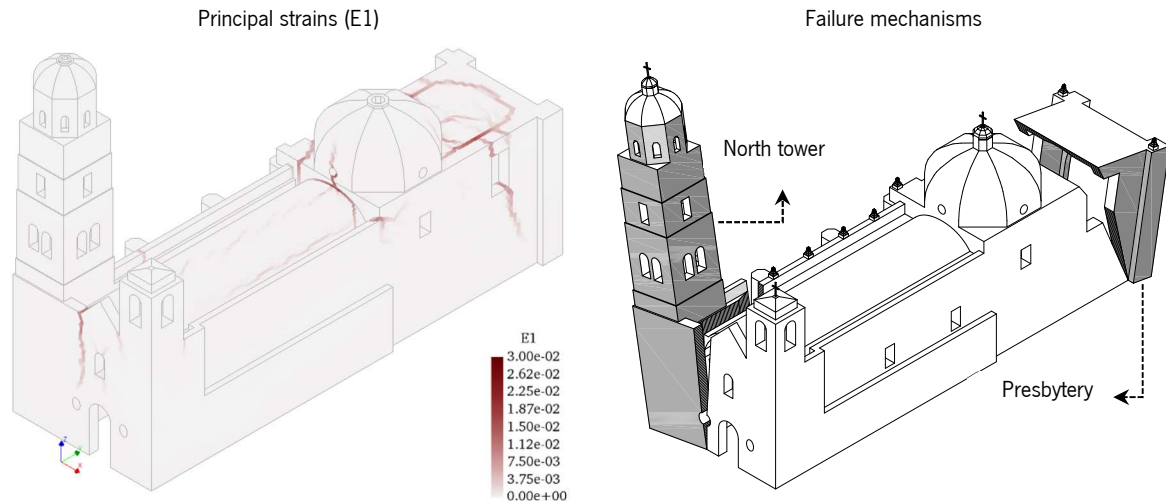 Principal strains (E1)
Failure mechanisms
North tower
Presbytery
E1
3.00e-02
2.62e-02
2.25e-02
1.87e-02
1.50e-02
1.12e-02
7.50e-03
3.75e-03
0.00e+00
Z
Y
X